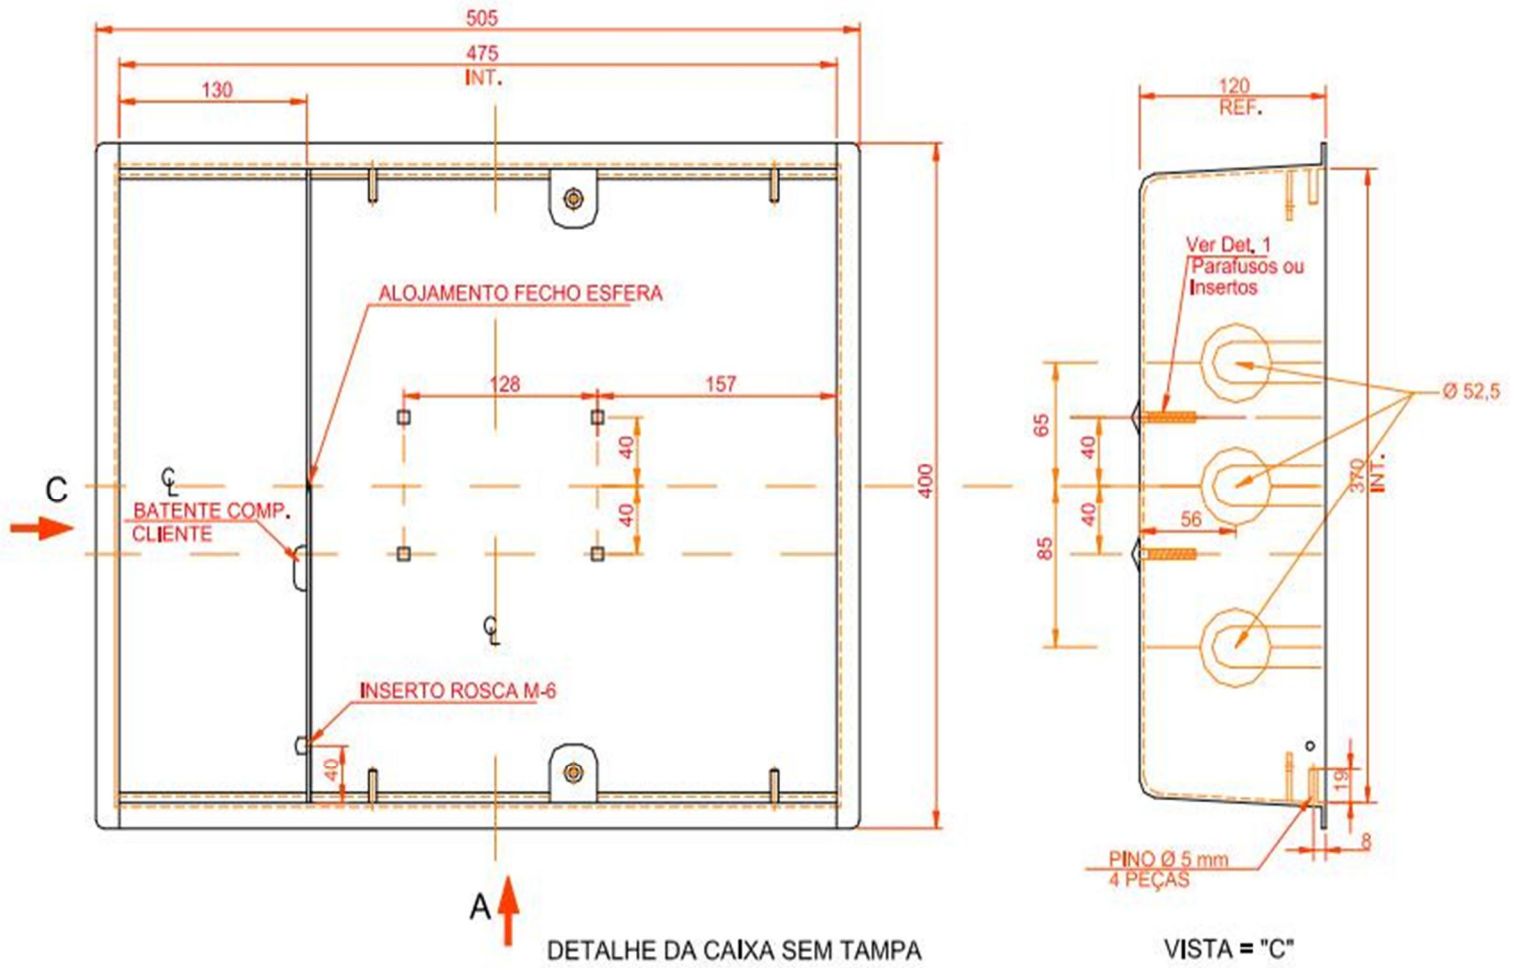 505
475
INT.
130
120
REF.
Ver Det. 1
Parafusos ou
Insertos
ALOJAMENTO FECHO ESFERA
128
157
Ø 52,5
65
40
40
40
40
400
370
INT.
C
℄
BATENTE COMP.
CLIENTE
56
85
℄
INSERTO ROSCA M-6
40
19
8
PINO Ø 5 mm
4 PEÇAS
A
DETALHE DA CAIXA SEM TAMPA
VISTA = "C"